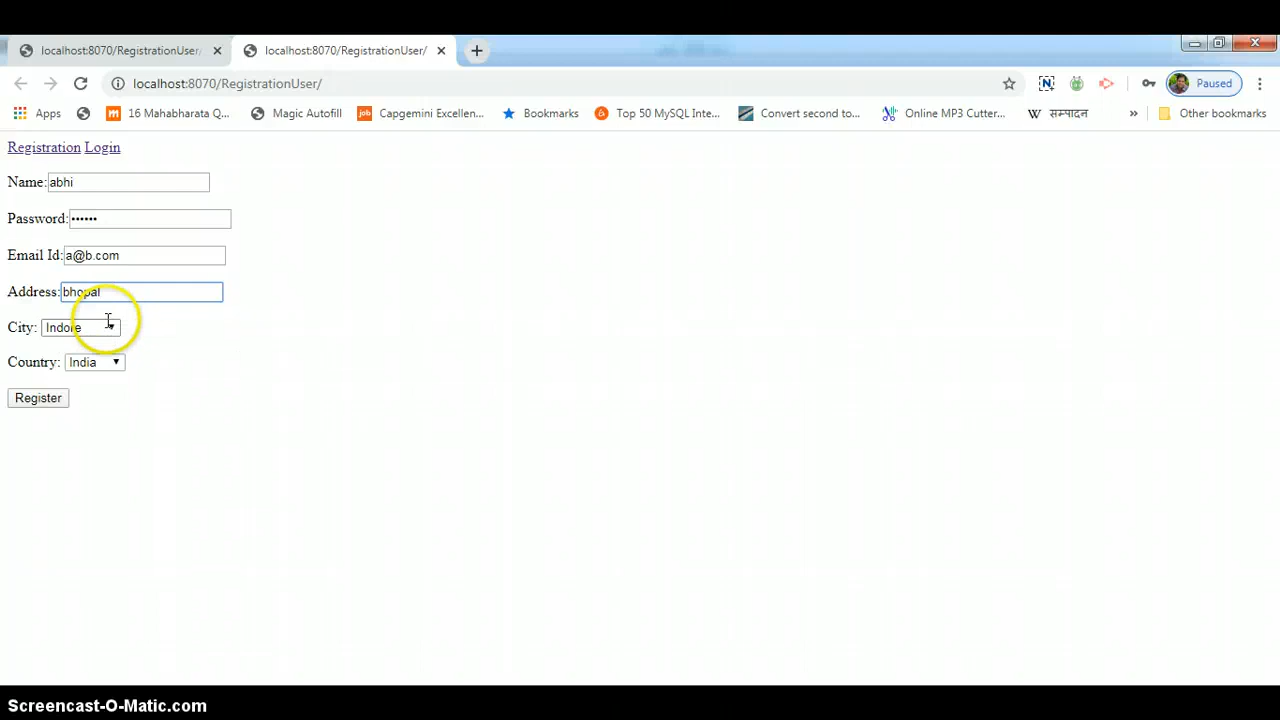 localhost:8070/RegistrationUser/ localhost:8070/RegistrationUser/
localhost:8070/RegistrationUser/ Paused
Apps 16 Mahabharata Q... Magic Autofill Capgemini Excellen... Bookmarks Top 50 MySQL Inte... Convert second to... Online MP3 Cutter... सम्पादन » Other bookmarks
Registration Login
Name: abhi
Password: ••••••
Email Id: a@b.com
Address: bhopal
City: Indore
Country: India
Register
Screencast-O-Matic.com